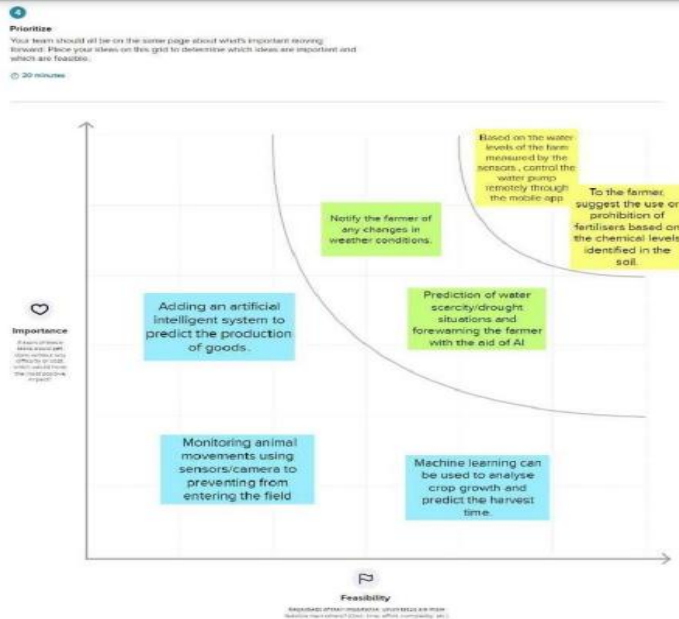 4
Prioritize
Your team should all be on the same page about what's important moving
forward. Place your ideas on this grid to determine which ideas are important and
which are feasible.
20 minutes
Based on the water
levels of the farm
measured by the
sensors , control the
water pump
remotely through
the mobile app
To the farmer,
suggest the use or
prohibition of
fertilisers based on
the chemical levels
identified in the
soil.
Notify the farmer of
any changes in
weather conditions.
Prediction of water
scarcity/drought
situations and
forewarning the farmer
with the aid of AI
Adding an artificial
intelligent system to
predict the production
of goods.
Importance
Monitoring animal
movements using
sensors/camera to
preventing from
entering the field
Machine learning can
be used to analyse
crop growth and
predict the harvest
time.
Feasibility